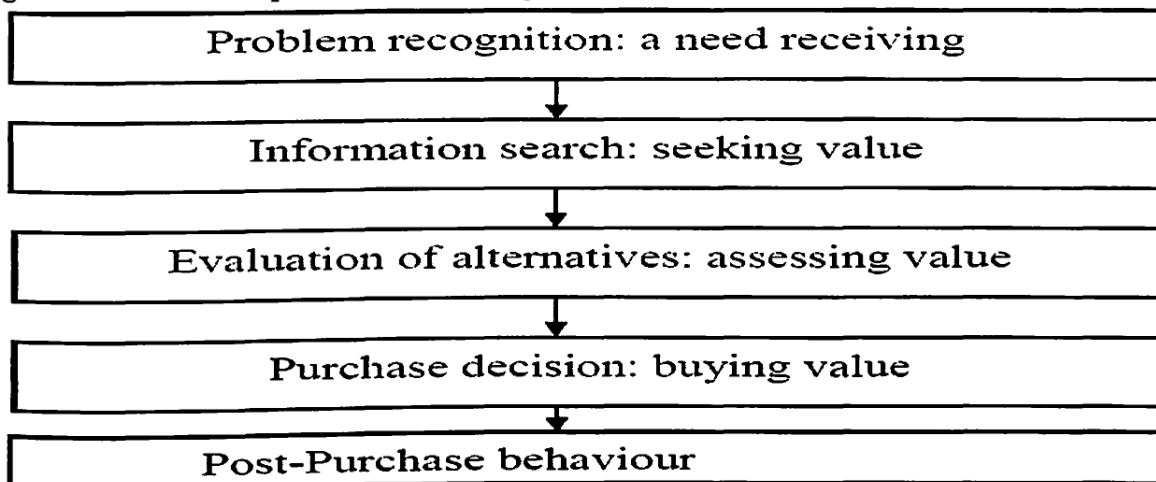 Problem recognition: a need receiving
Information search: seeking value
Evaluation of alternatives: assessing value
Purchase decision: buying value
Post-Purchase behaviour